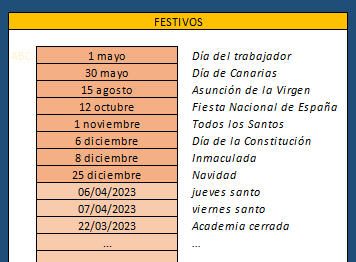 FESTIVOS
ABC 1 mayo Día del trabajador
30 mayo Día de Canarias
15 agosto Asunción de la Virgen
12 octubre Fiesta Nacional de España
1 noviembre Todos los Santos
6 diciembre Día de la Constitución
8 diciembre Inmaculada
25 diciembre Navidad
06/04/2023 jueves santo
07/04/2023 viernes santo
22/03/2023 Academia cerrada
... ...